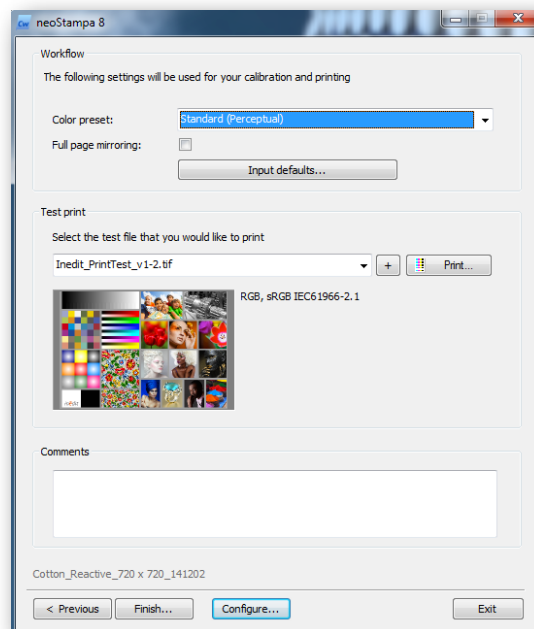 neoStampa 8
Workflow
The following settings will be used for your calibration and printing
Color preset:
Standard (Perceptual)
Full page mirroring:
Input defaults...
Test print
Select the test file that you would like to print
Inedit_PrintTest_v1-2.tif
+
Print...
RGB, sRGB IEC61966-2.1
inèdit
Comments
Cotton_Reactive_720 x 720_141202
< Previous
Finish...
Configure...
Exit